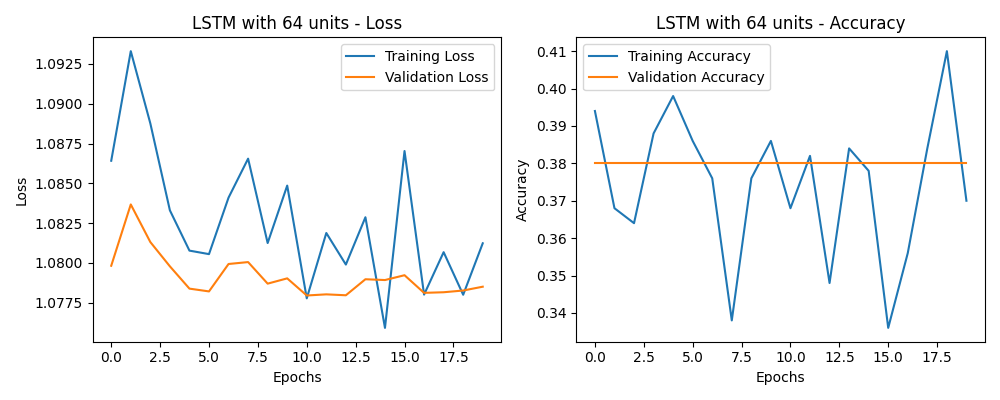 LSTM with 64 units - Loss
Training Loss
Validation Loss
1.0925
1.0900
1.0875
1.0850
1.0825
1.0800
1.0775
Loss
0.0 2.5 5.0 7.5 10.0 12.5 15.0 17.5
Epochs
LSTM with 64 units - Accuracy
Training Accuracy
Validation Accuracy
0.41
0.40
0.39
0.38
0.37
0.36
0.35
0.34
Accuracy
0.0 2.5 5.0 7.5 10.0 12.5 15.0 17.5
Epochs